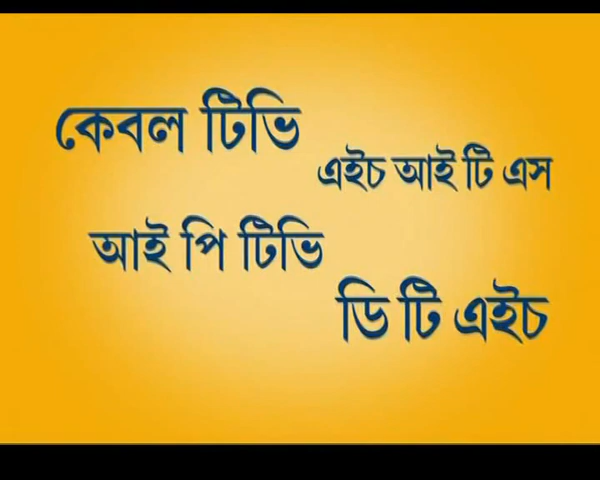 কেবল টিভি
এইচ আই টি এস
আই পি টিভি
ডি টি এইচ